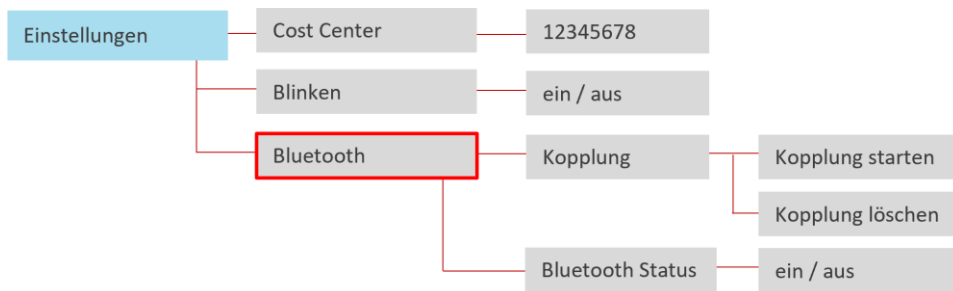 Einstellungen
Cost Center
12345678
Blinken
ein / aus
Bluetooth
Kopplung
Kopplung starten
Kopplung löschen
Bluetooth Status
ein / aus